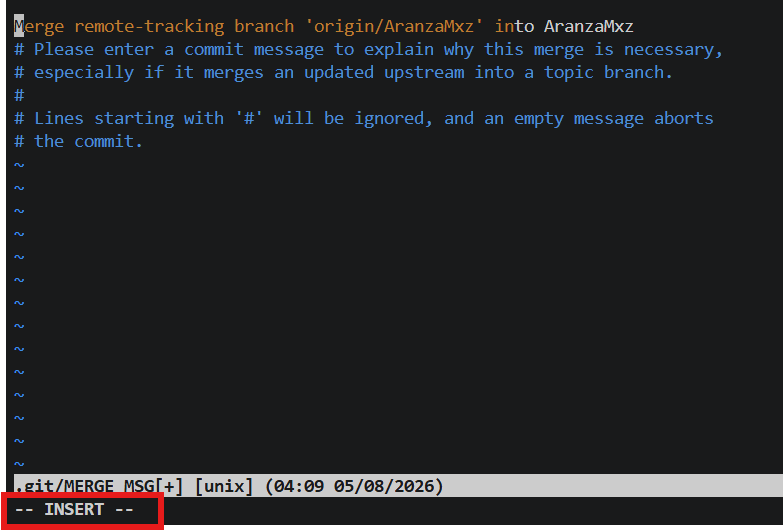 Merge remote-tracking branch 'origin/AranzaMxz' into AranzaMxz
# Please enter a commit message to explain why this merge is necessary,
# especially if it merges an updated upstream into a topic branch.
#
# Lines starting with '#' will be ignored, and an empty message aborts
# the commit.
~
~
~
~
~
~
~
~
~
~
~
~
~
~
.git/MERGE_MSG[+] [unix] (04:09 05/08/2026)
-- INSERT --